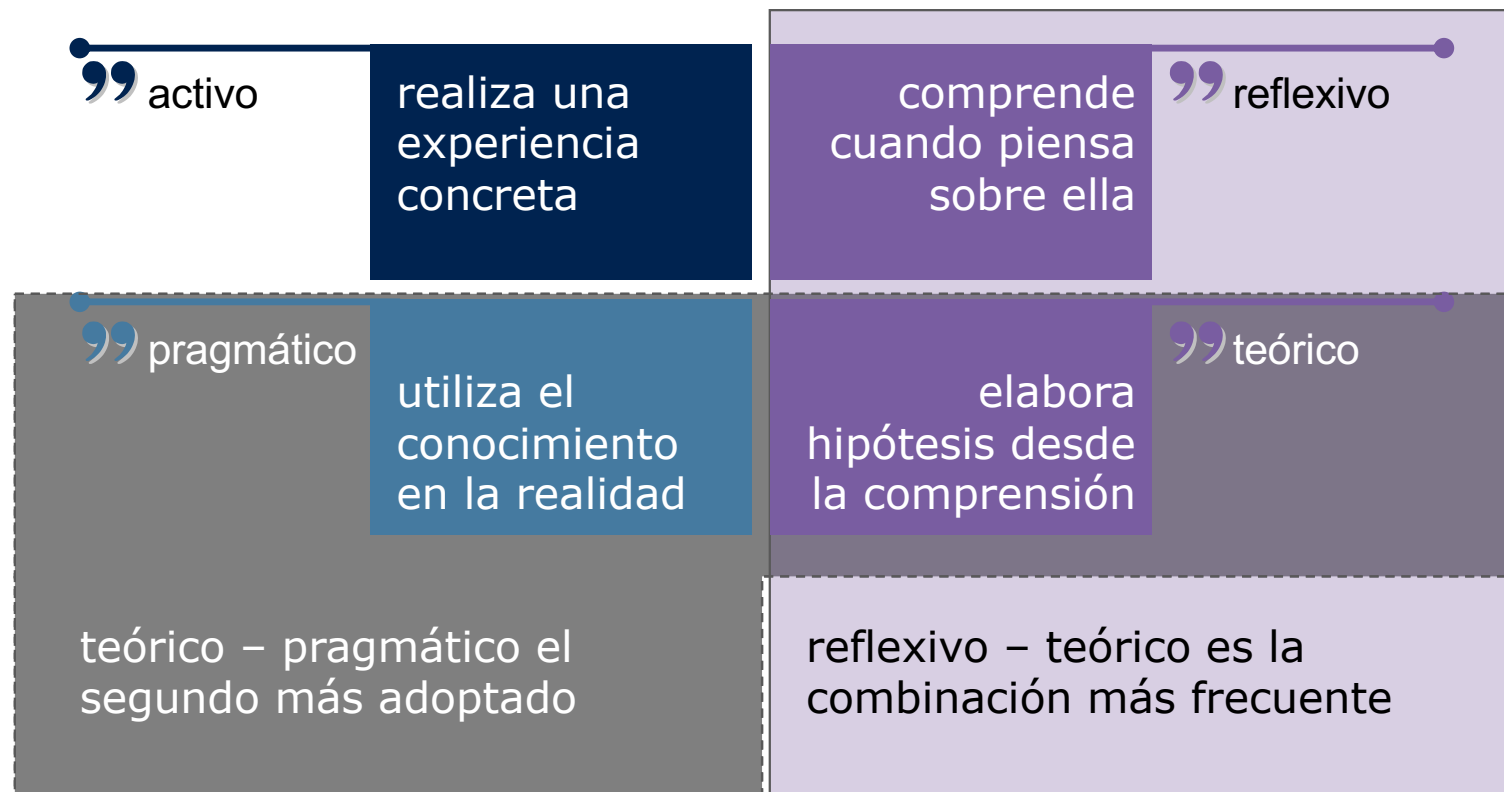 activo
realiza una
experiencia
concreta
comprende
cuando piensa
sobre ella
reflexivo
pragmático
utiliza el
conocimiento
en la realidad
elabora
hipótesis desde
la comprensión
teórico
teórico – pragmático el
segundo más adoptado
reflexivo – teórico es la
combinación más frecuente